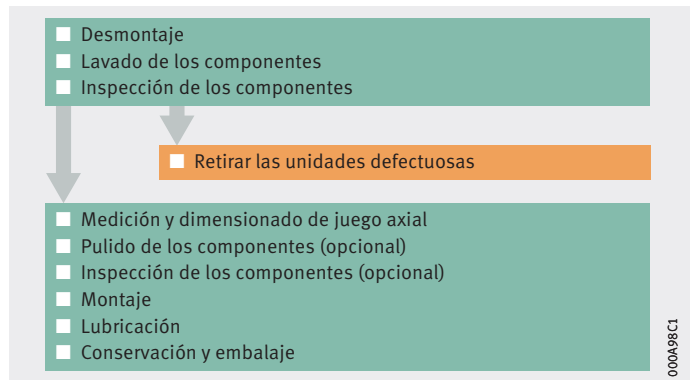 Desmontaje
Lavado de los componentes
Inspección de los componentes
Retirar las unidades defectuosas
Medición y dimensionado de juego axial
Pulido de los componentes (opcional)
Inspección de los componentes (opcional)
Montaje
Lubricación
Conservación y embalaje
000A98C1